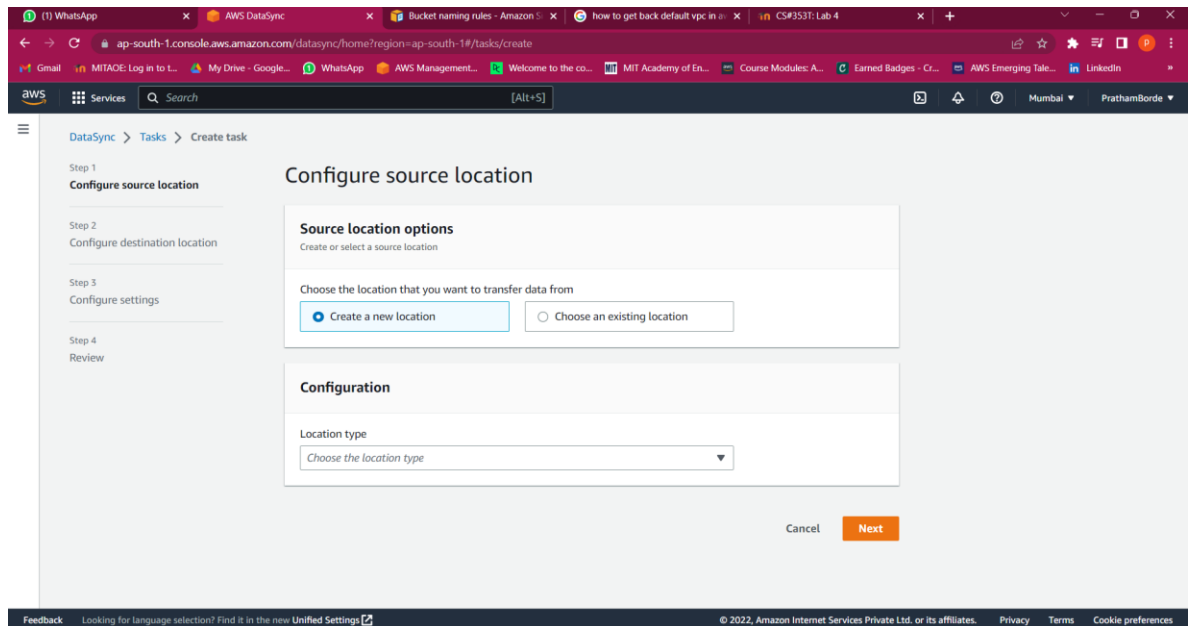 (1) WhatsApp
AWS DataSync
Bucket naming rules - Amazon S
how to get back default vpc in av
CS#353T: Lab 4
ap-south-1.console.aws.amazon.com/datasync/home?region=ap-south-1#/tasks/create
Gmail
MITAOE: Log in to t...
My Drive - Google...
WhatsApp
AWS Management...
Welcome to the co...
MIT Academy of En...
Course Modules: A...
Earned Badges - Cr...
AWS Emerging Tale...
LinkedIn
aws
Services
Search
[Alt+S]
Mumbai
PrathamBorde
DataSync > Tasks > Create task
Step 1
Configure source location
Step 2
Configure destination location
Step 3
Configure settings
Step 4
Review
Configure source location
Source location options
Create or select a source location
Choose the location that you want to transfer data from
Create a new location
Choose an existing location
Configuration
Location type
Choose the location type
Cancel
Next
Feedback
Looking for language selection? Find it in the new Unified Settings
© 2022, Amazon Internet Services Private Ltd. or its affiliates.
Privacy
Terms
Cookie preferences